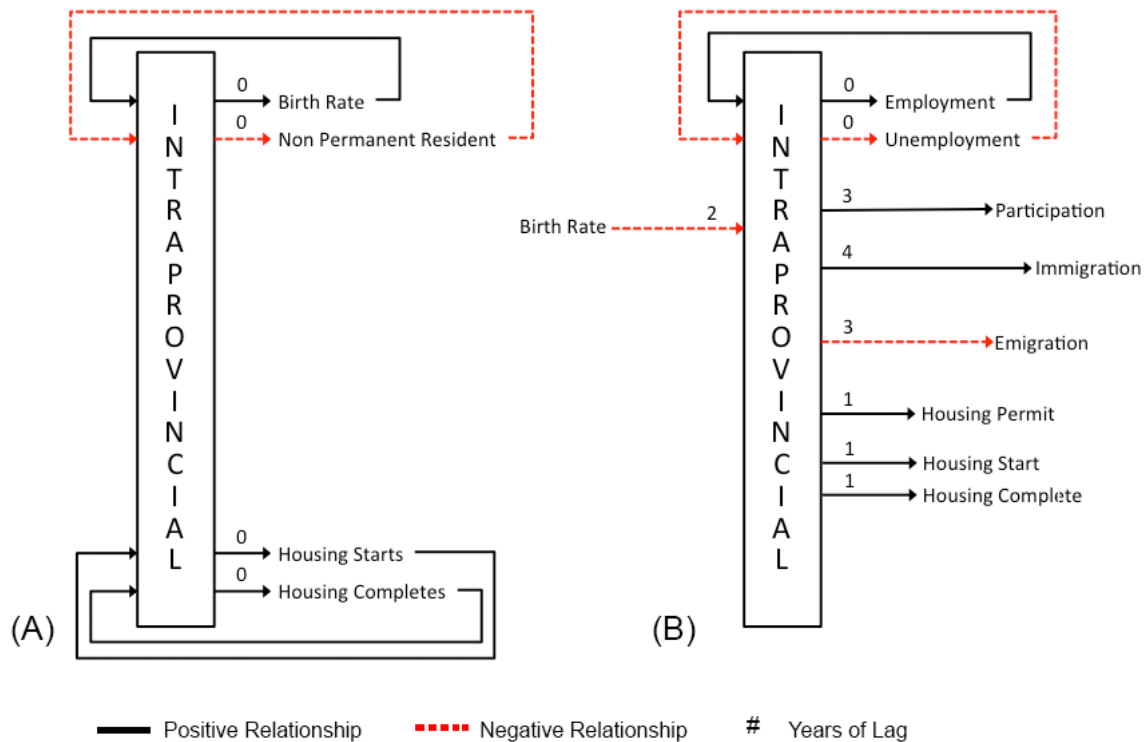 0
Birth Rate
0
Non Permanent Resident
INTRAPROVINCIAL
0
Housing Starts
0
Housing Completes
(A)
0
Employment
0
Unemployment
Birth Rate
2
INTRAPROVINCIAL
3
Participation
4
Immigration
3
Emigration
1
Housing Permit
1
Housing Start
1
Housing Complete
(B)
Positive Relationship
Negative Relationship
# Years of Lag